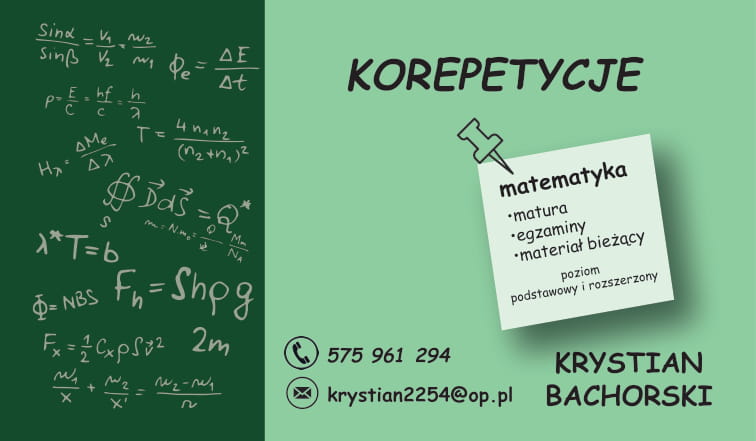 sinα/sinβ = v₁/v₂ = n₂/n₁
ϕe = ΔE/Δt
p = E/c = hf/c = h/λ
T = 4n₁n₂/(n₂+n₁)²
Hλ = ΔMe/Δλ
∯ D⃗ds⃗ = Q*
S
λ*T=b
Fh = Shρg
Φ = NBS
Fx = ½CxρSv²
2m
n₁/x + n₂/x' = n₂-n₁/r
KOREPETYCJE
matematyka
•matura
•egzaminy
•materiał bieżący
poziom
podstawowy i rozszerzony
575 961 294
krystian2254@op.pl
KRYSTIAN
BACHORSKI